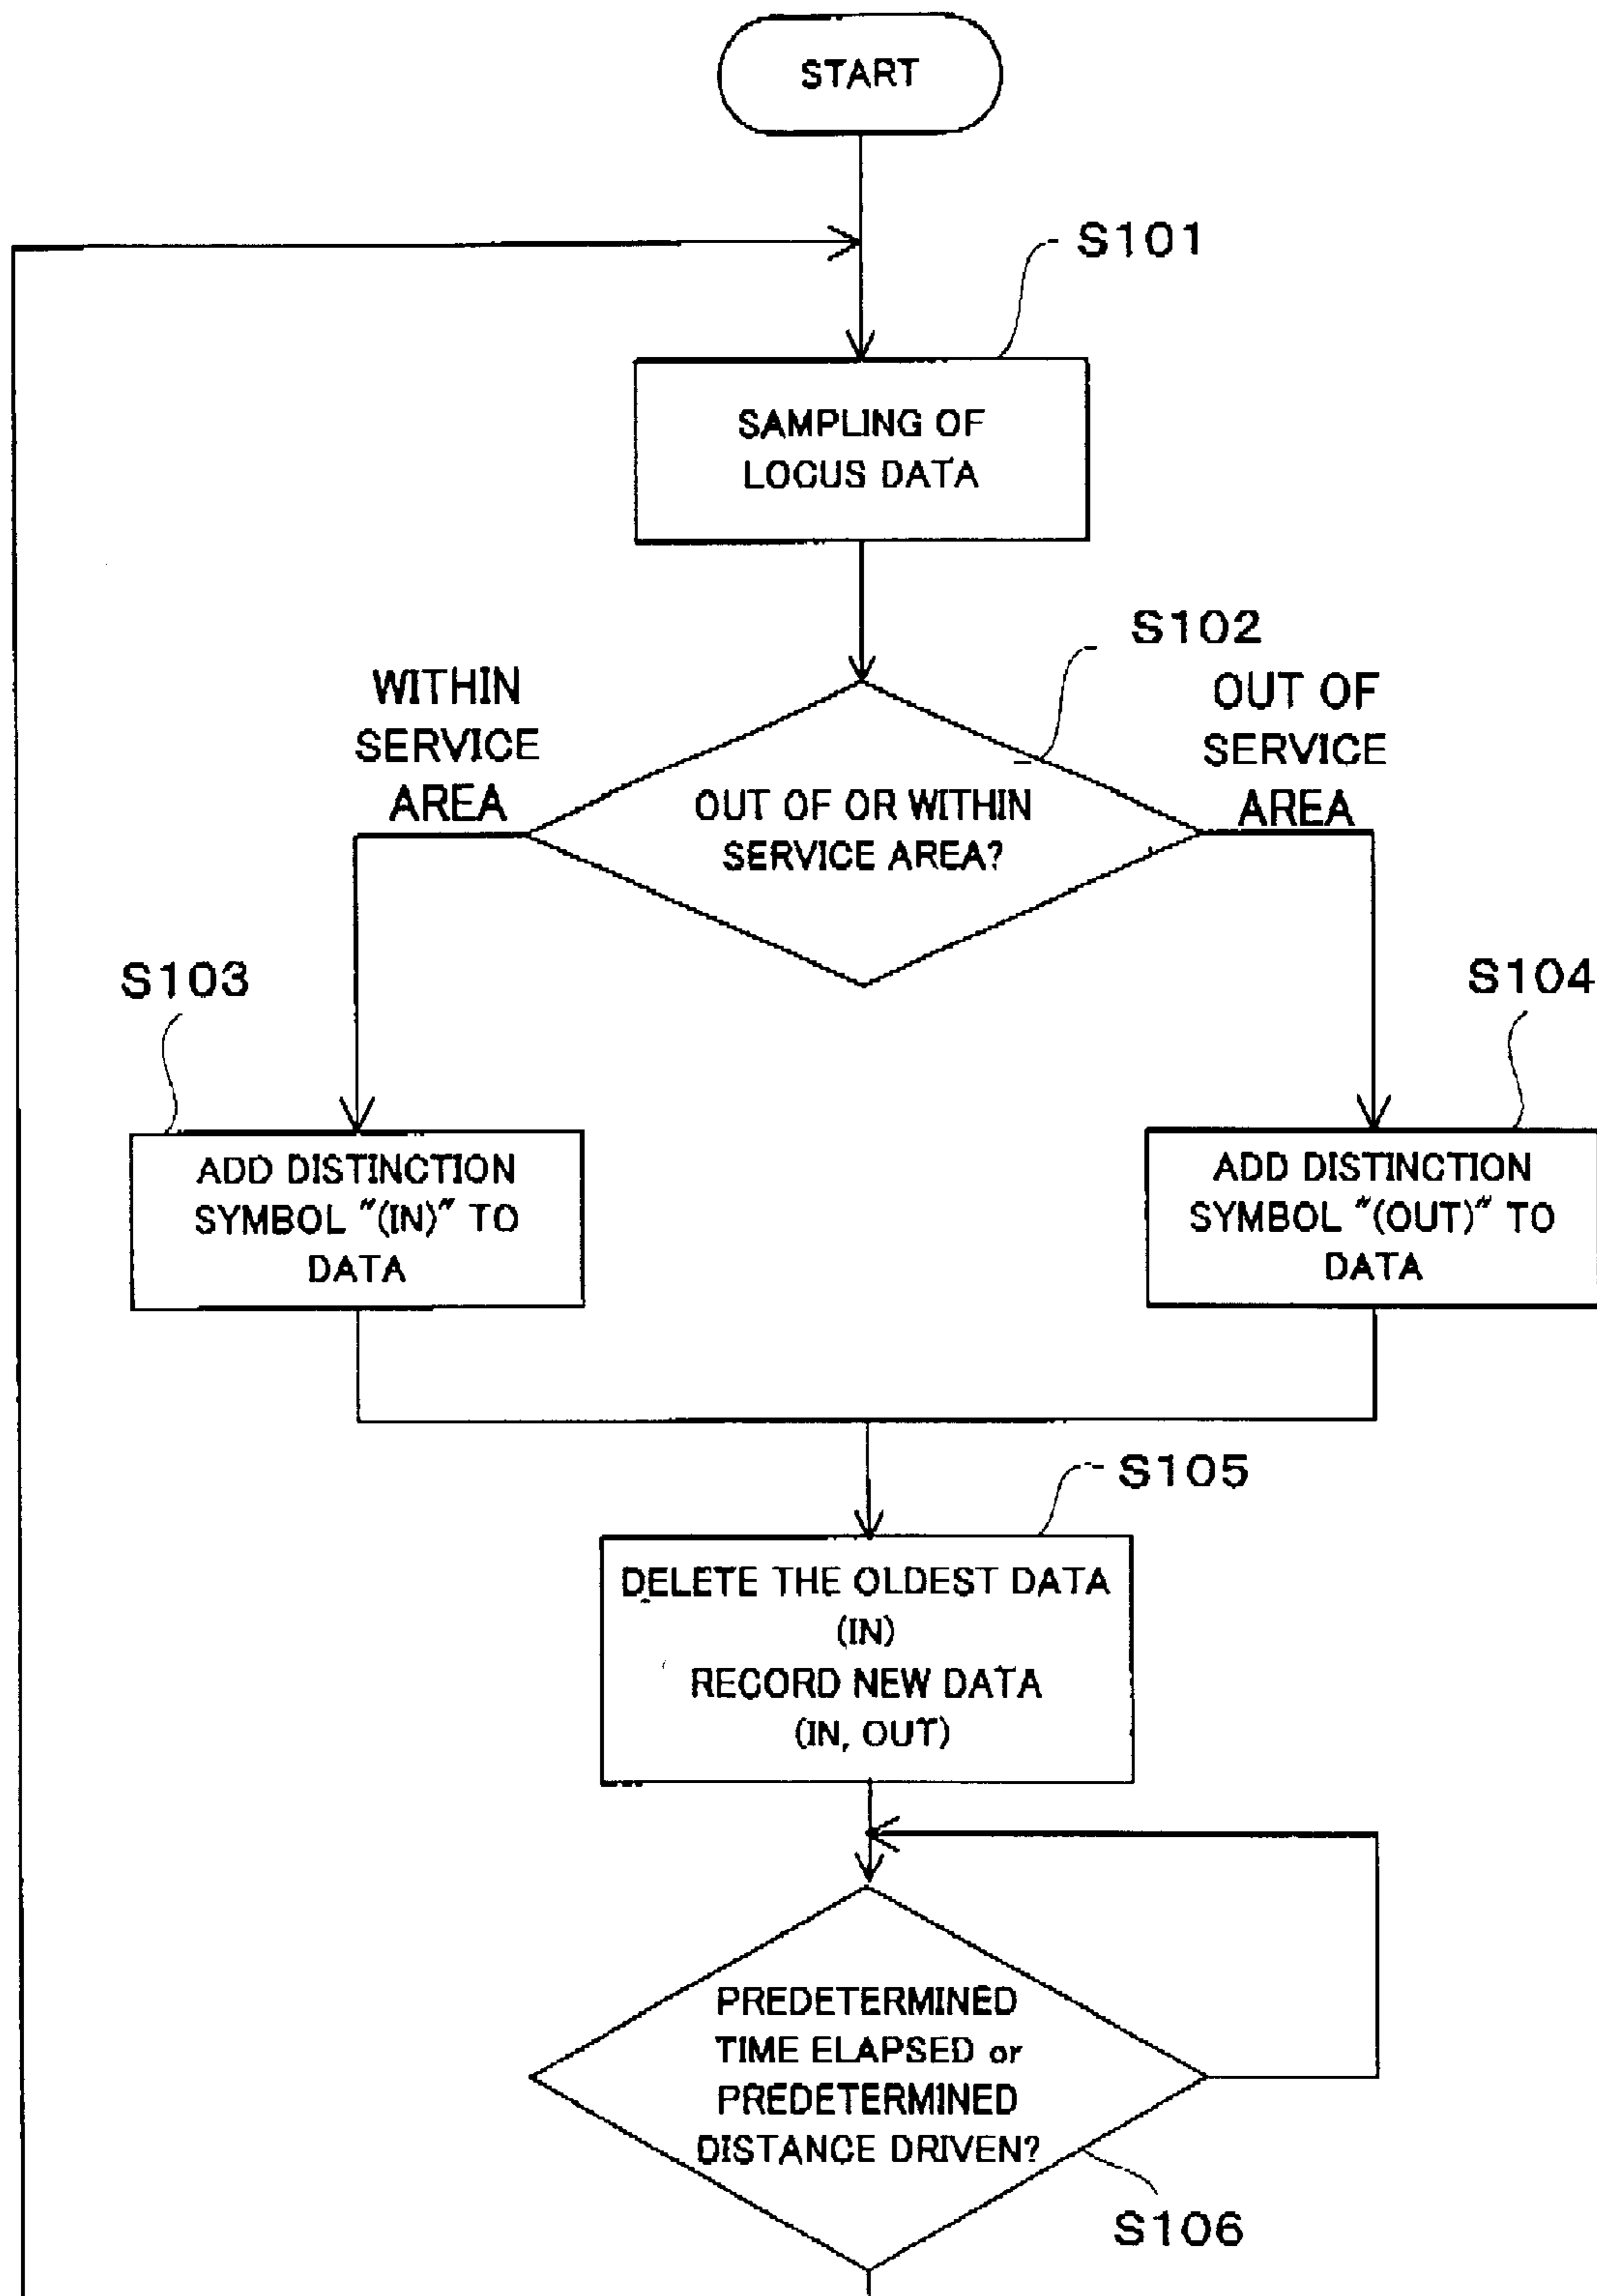 START
S101
SAMPLING OF
LOCUS DATA
S102
WITHIN
SERVICE
AREA
OUT OF
SERVICE
AREA
OUT OF OR WITHIN
SERVICE AREA?
S103
S104
ADD DISTINCTION
SYMBOL "(IN)" TO
DATA
ADD DISTINCTION
SYMBOL "(OUT)" TO
DATA
S105
DELETE THE OLDEST DATA
(IN)
RECORD NEW DATA
(IN, OUT)
PREDETERMINED
TIME ELAPSED or
PREDETERMINED
DISTANCE DRIVEN?
S106